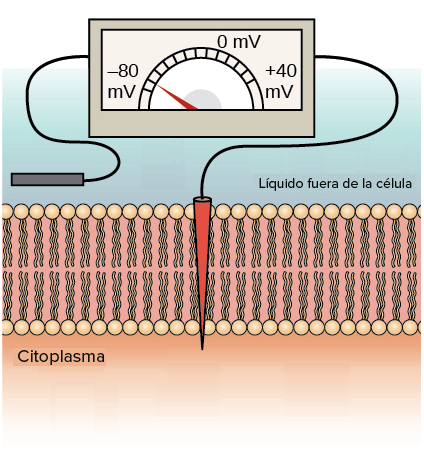 0 mV
–80
mV
+40
mV
Líquido fuera de la célula
Citoplasma